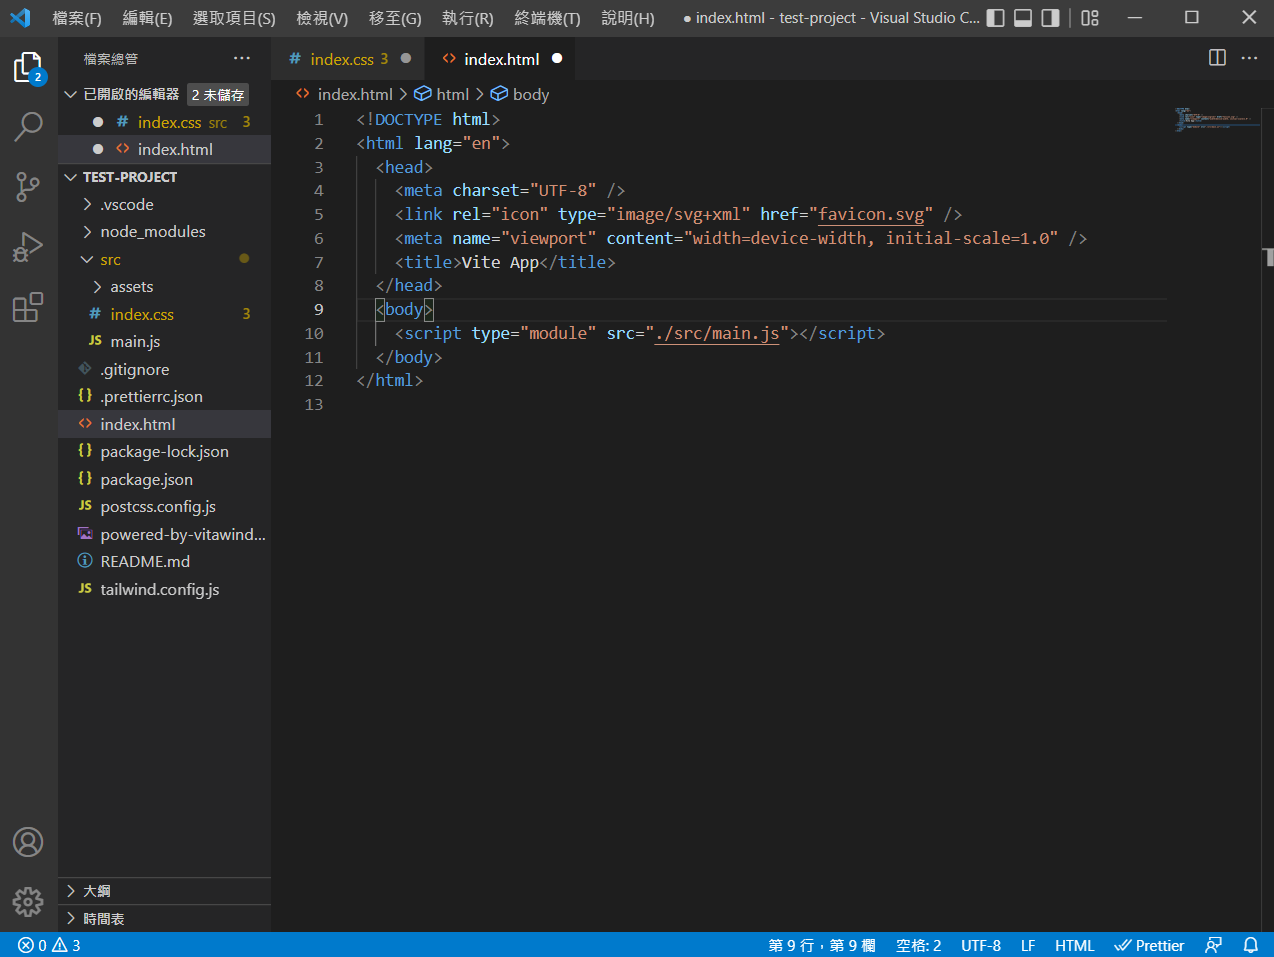 檔案(F) 編輯(E) 選取項目(S) 檢視(V) 移至(G) 執行(R) 終端機(T) 說明(H) ● index.html - test-project - Visual Studio C...
2
檔案總管 ...
已開啟的編輯器 2 未儲存
● # index.css src 3
● <> index.html
TEST-PROJECT
.vscode
node_modules
src
assets
# index.css 3
JS main.js
.gitignore
{} .prettierrc.json
<> index.html
{} package-lock.json
{} package.json
JS postcss.config.js
powered-by-vitawind...
README.md
JS tailwind.config.js
大綱
時間表
# index.css 3 ●
<> index.html ●
<> index.html > html > body
1 <!DOCTYPE html>
2 <html lang="en">
3 <head>
4 <meta charset="UTF-8" />
5 <link rel="icon" type="image/svg+xml" href="favicon.svg" />
6 <meta name="viewport" content="width=device-width, initial-scale=1.0" />
7 <title>Vite App</title>
8 </head>
9 <body>
10 <script type="module" src="./src/main.js"></script>
11 </body>
12 </html>
13
0 3 第 9 行，第 9 欄 空格: 2 UTF-8 LF HTML Prettier